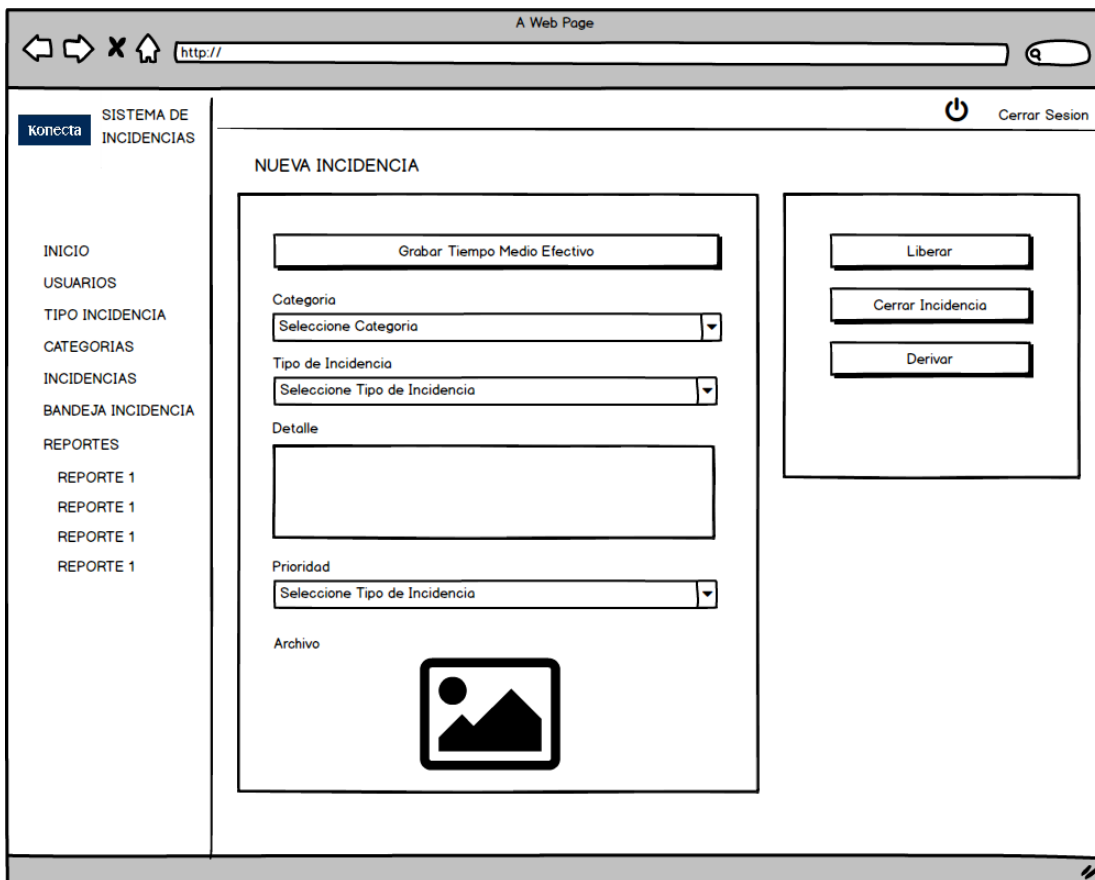 A Web Page
http://
Konecta
SISTEMA DE
INCIDENCIAS
Cerrar Sesion
INICIO
USUARIOS
TIPO INCIDENCIA
CATEGORIAS
INCIDENCIAS
BANDEJA INCIDENCIA
REPORTES
REPORTE 1
REPORTE 1
REPORTE 1
REPORTE 1
NUEVA INCIDENCIA
Grabar Tiempo Medio Efectivo
Categoria
Seleccione Categoria
Tipo de Incidencia
Seleccione Tipo de Incidencia
Detalle
Prioridad
Seleccione Tipo de Incidencia
Archivo
Liberar
Cerrar Incidencia
Derivar